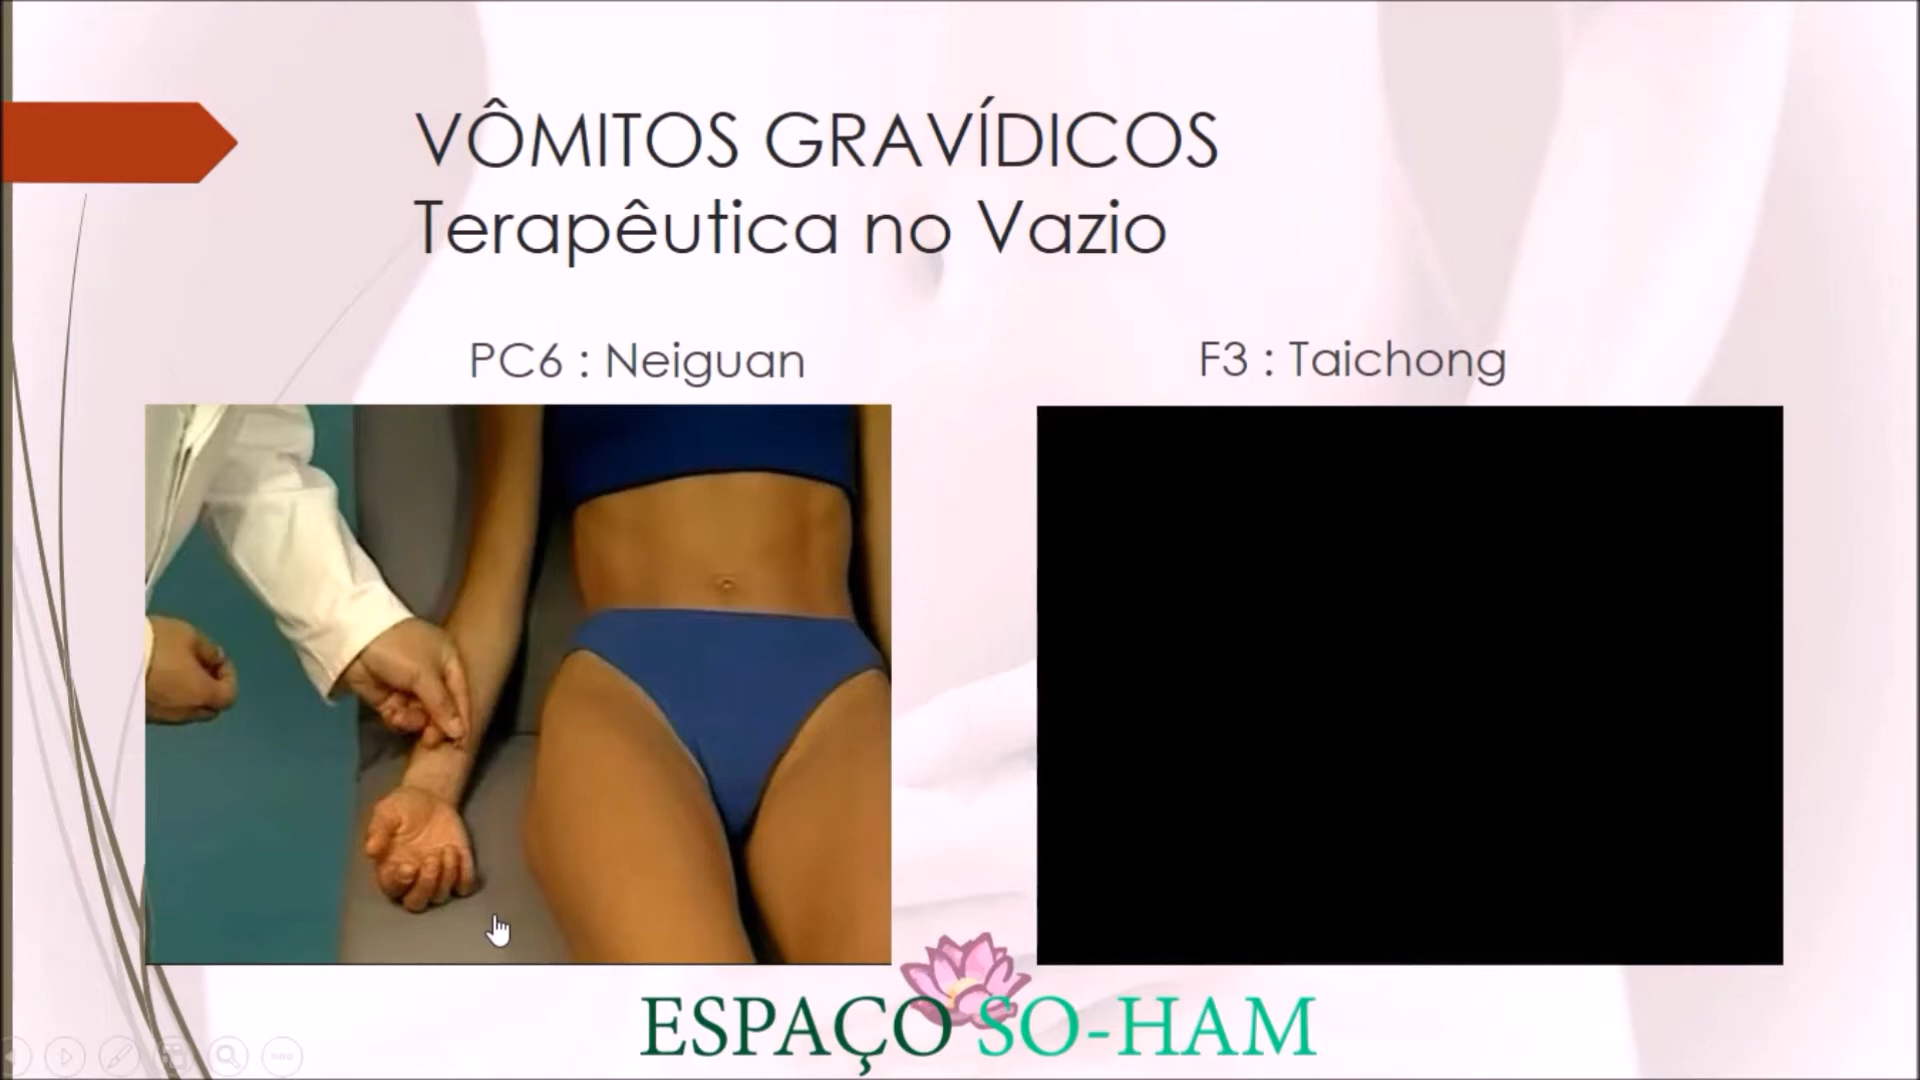 VÔMITOS GRAVÍDICOS
Terapêutica no Vazio
PC6 : Neiguan
F3 : Taichong
ESPAÇO SO-HAM